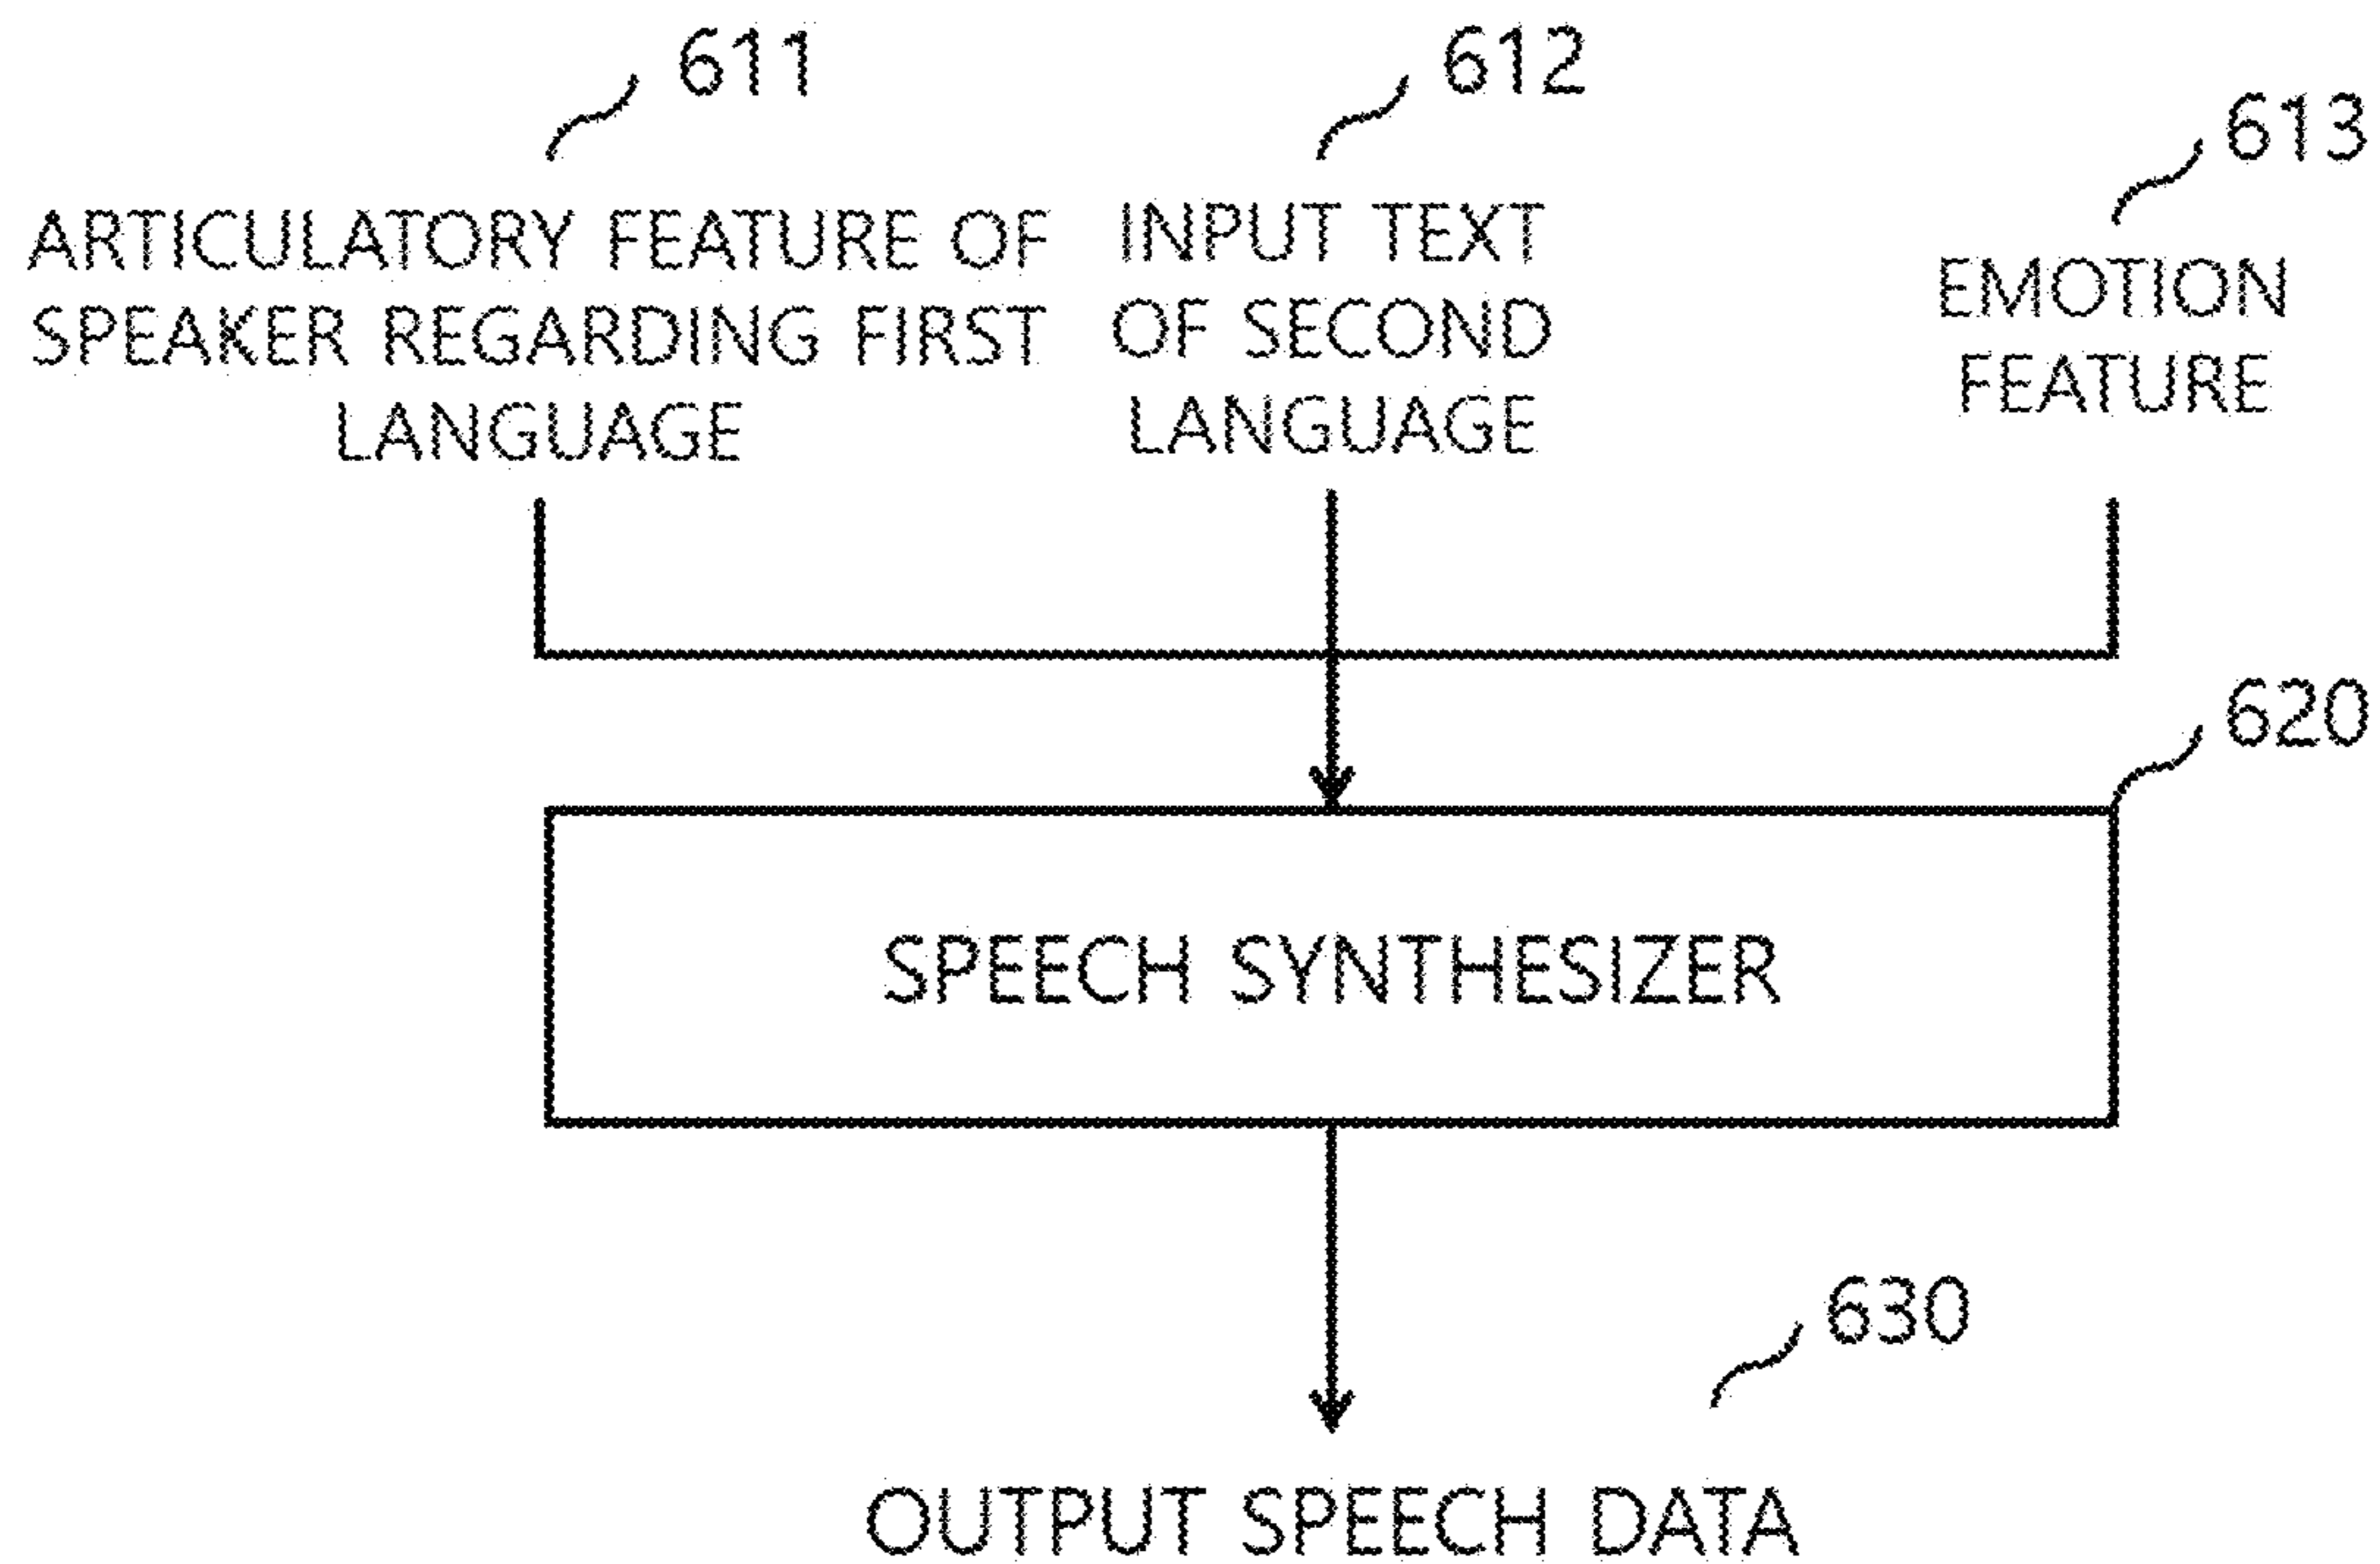 611
ARTICULATORY FEATURE OF
SPEAKER REGARDING FIRST
LANGUAGE
612
INPUT TEXT
OF SECOND
LANGUAGE
613
EMOTION
FEATURE
620
SPEECH SYNTHESIZER
630
OUTPUT SPEECH DATA